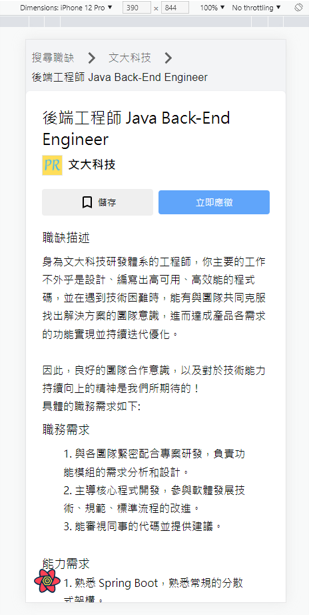 Dimensions: iPhone 12 Pro ▼ 390 × 844 100% ▼ No throttling ▼
搜尋職缺 > 文大科技 >
後端工程師 Java Back-End Engineer
後端工程師 Java Back-End
Engineer
PR 文大科技
儲存 立即應徵
職缺描述
身為文大科技研發體系的工程師，你主要的工作
不外乎是設計、編寫出高可用、高效能的程式
碼，並在遇到技術困難時，能有與團隊共同克服
找出解決方案的團隊意識，進而達成產品各需求
的功能實現並持續迭代優化。
因此，良好的團隊合作意識，以及對於技術能力
持續向上的精神是我們所期待的！
具體的職務需求如下:
職務需求
1. 與各團隊緊密配合專案研發，負責功
能模組的需求分析和設計。
2. 主導核心程式開發，參與軟體發展技
術、規範、標準流程的改進。
3. 能審視同事的代碼並提供建議。
能力需求
1. 熟悉 Spring Boot，熟悉常規的分散
式架構。